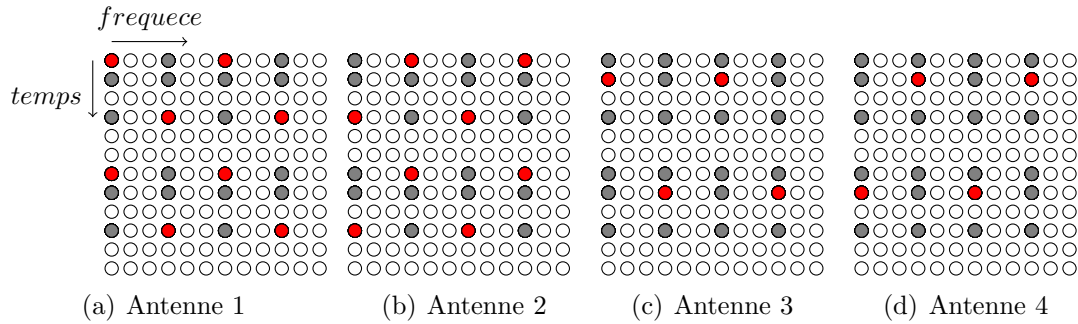 frequece
temps
(a) Antenne 1
(b) Antenne 2
(c) Antenne 3
(d) Antenne 4